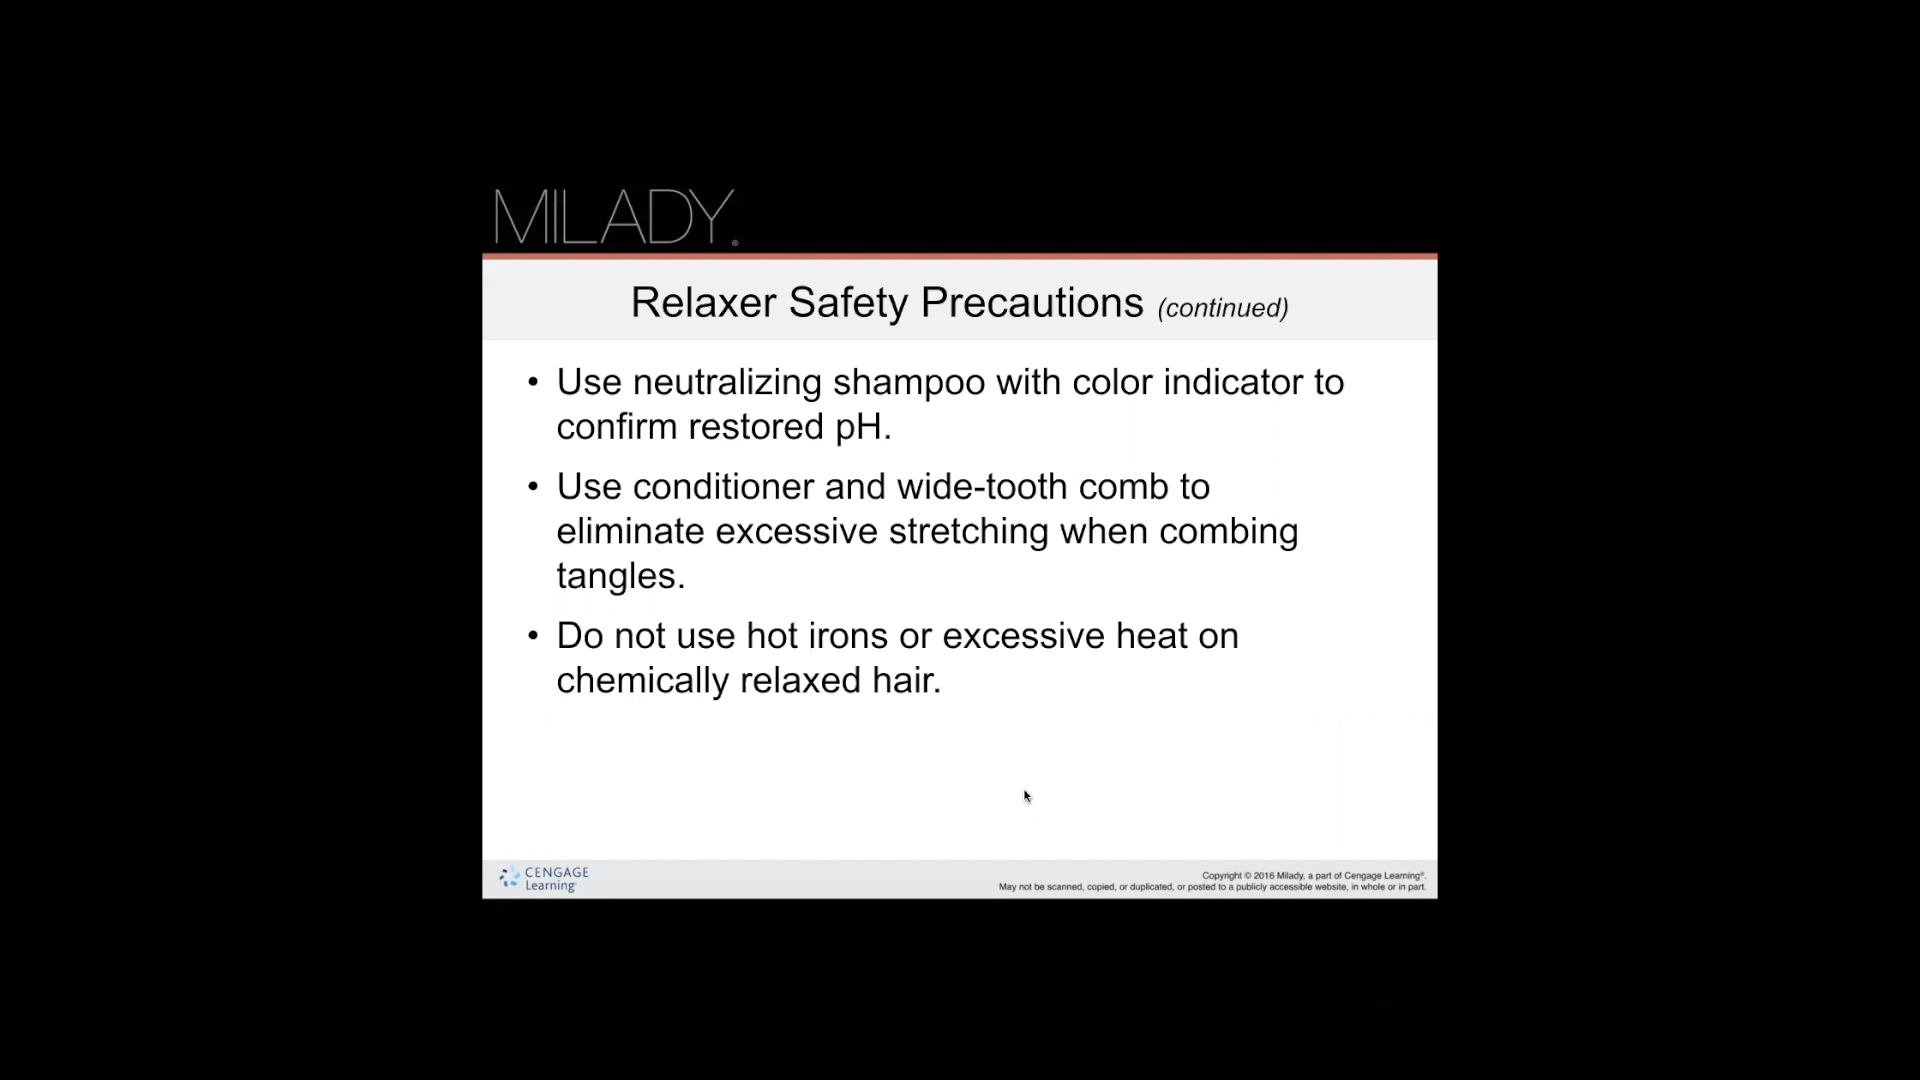 MILADY®
Relaxer Safety Precautions (continued)
• Use neutralizing shampoo with color indicator to
confirm restored pH.
• Use conditioner and wide-tooth comb to
eliminate excessive stretching when combing
tangles.
• Do not use hot irons or excessive heat on
chemically relaxed hair.
CENGAGE
Learning®
Copyright © 2016 Milady, a part of Cengage Learning®.
May not be scanned, copied, or duplicated, or posted to a publicly accessible website, in whole or in part.